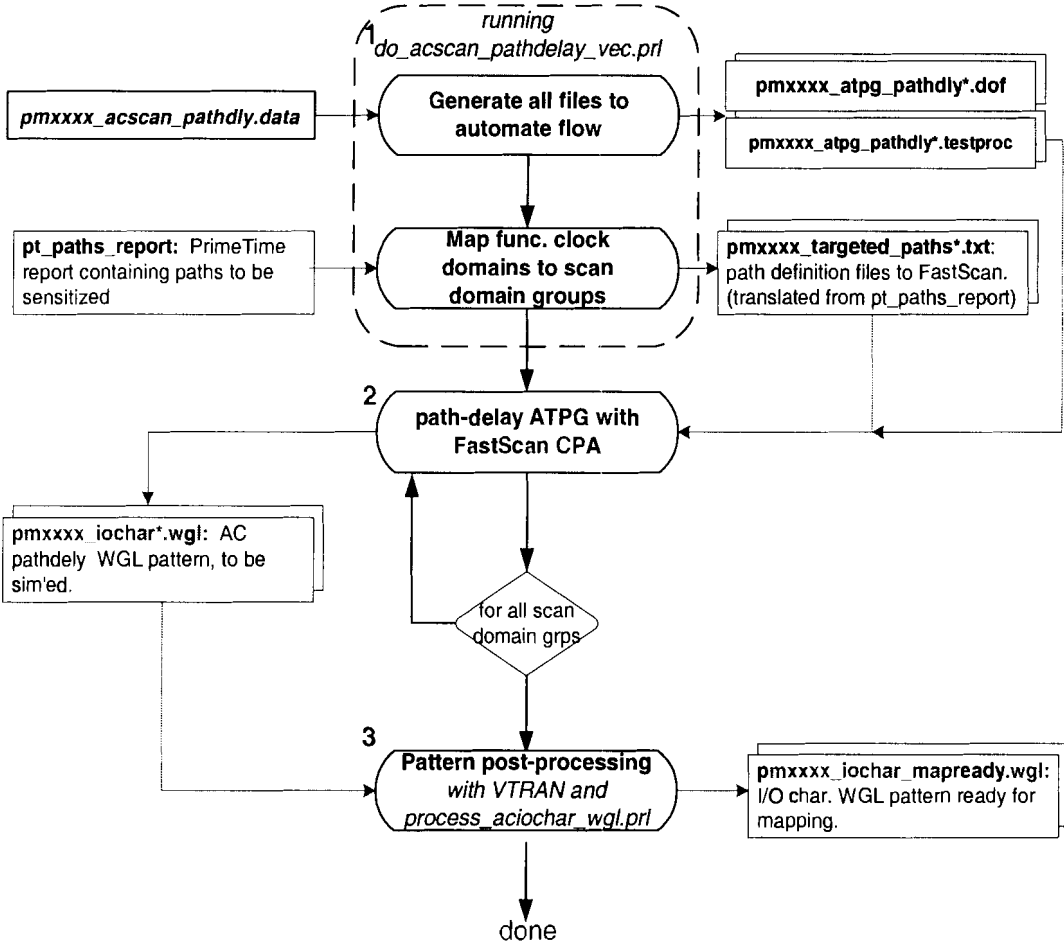 running
1
do_acscan_pathdelay_vec.prl
pmxxxx_acscan_pathdly.data
Generate all files to
automate flow
pmxxxx_atpg_pathdly*.dof
pmxxxx_atpg_pathdly*.testproc
pt_paths_report: PrimeTime
report containing paths to be
sensitized
Map func. clock
domains to scan
domain groups
pmxxxx_targeted_paths*.txt:
path definition files to FastScan.
(translated from pt_paths_report)
2
path-delay ATPG with
FastScan CPA
pmxxxx_iochar*.wgl: AC
pathdely WGL pattern, to be
sim'ed.
for all scan
domain grps
3
Pattern post-processing
with VTRAN and
process_aciochar_wgl.prl
pmxxxx_iochar_mapready.wgl:
I/O char. WGL pattern ready for
mapping.
done